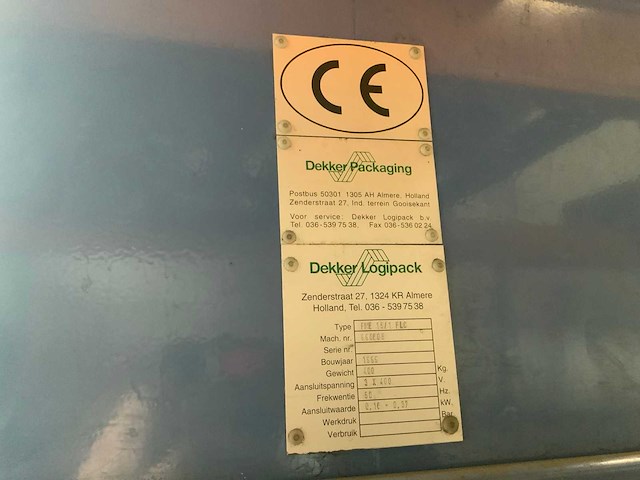 CE
Dekker Packaging
Postbus 50301 1305 AH Almere, Holland
Zenderstraat 27, Ind. terrein Gooisekant
Voor service: Dekker Logipack b.v.
Tel. 036-539 75 38. Fax 036-536 02 24
Dekker Logipack
Zenderstraat 27, 1324 KR Almere
Holland, Tel. 036 - 539 75 38
Type
Mach. nr.
Serie nr.
Bouwjaar
Gewicht 400 Kg.
Aansluitspanning 3 X 400 V.
Frekwentie Hz.
Aansluitwaarde kW.
Werkdruk Bar
Verbruik